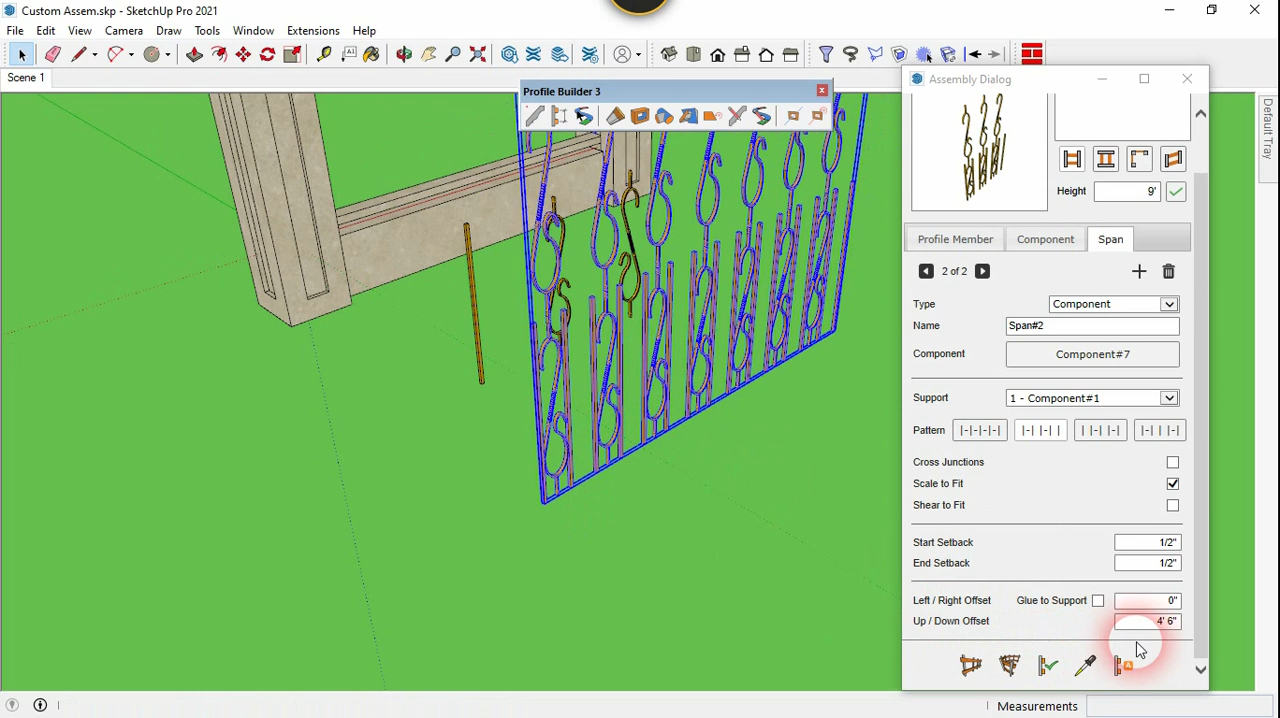 Custom Assem.skp - SketchUp Pro 2021
File Edit View Camera Draw Tools Window Extensions Help
Scene 1
Profile Builder 3
Assembly Dialog
Default Tray
Height 9'
Profile Member Component Span
2 of 2
Type Component
Name Span#2
Component Component#7
Support 1 - Component#1
Pattern |-|-|-|-| |-| |-| | | |-| |-| |-| | |-|
Cross Junctions
Scale to Fit
Shear to Fit
Start Setback 1/2"
End Setback 1/2"
Left / Right Offset Glue to Support 0"
Up / Down Offset 4' 6"
Measurements